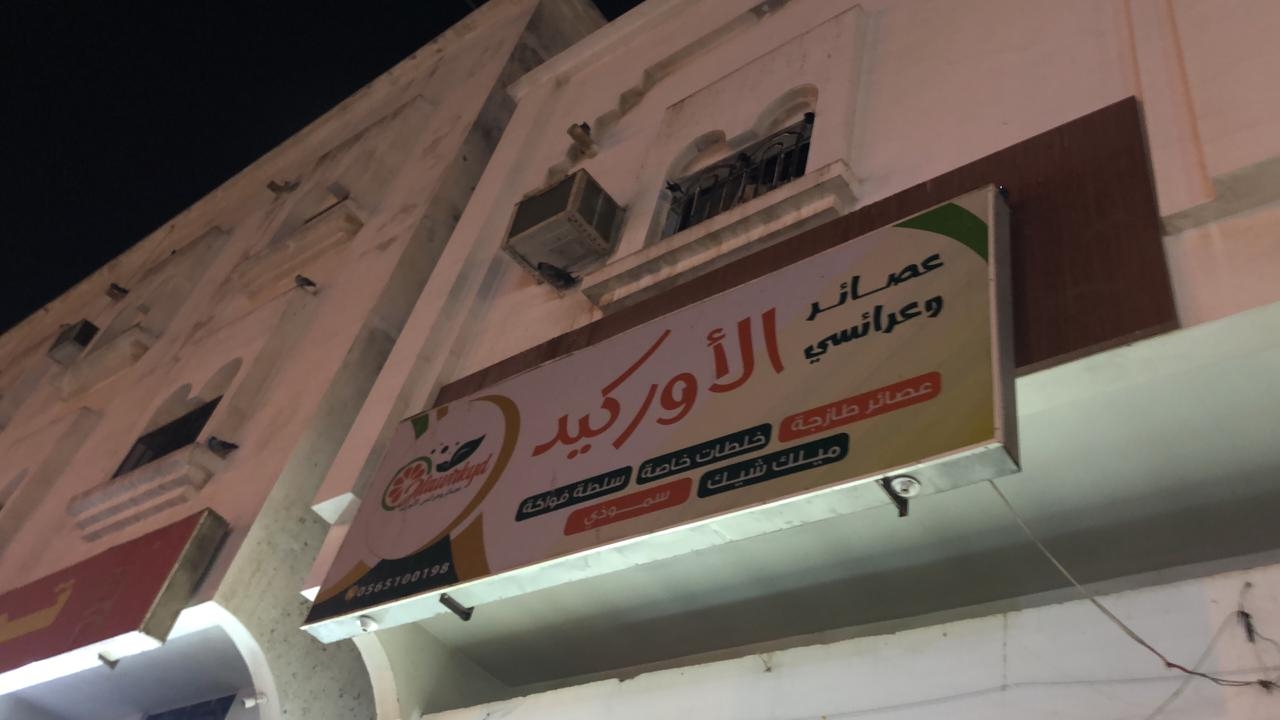 عصائر
وعرائسي
الأوركيد
عصائر طازجة
خلطات خاصة
سلطة فواكة
ميلك شيك
سموذي
0565100198